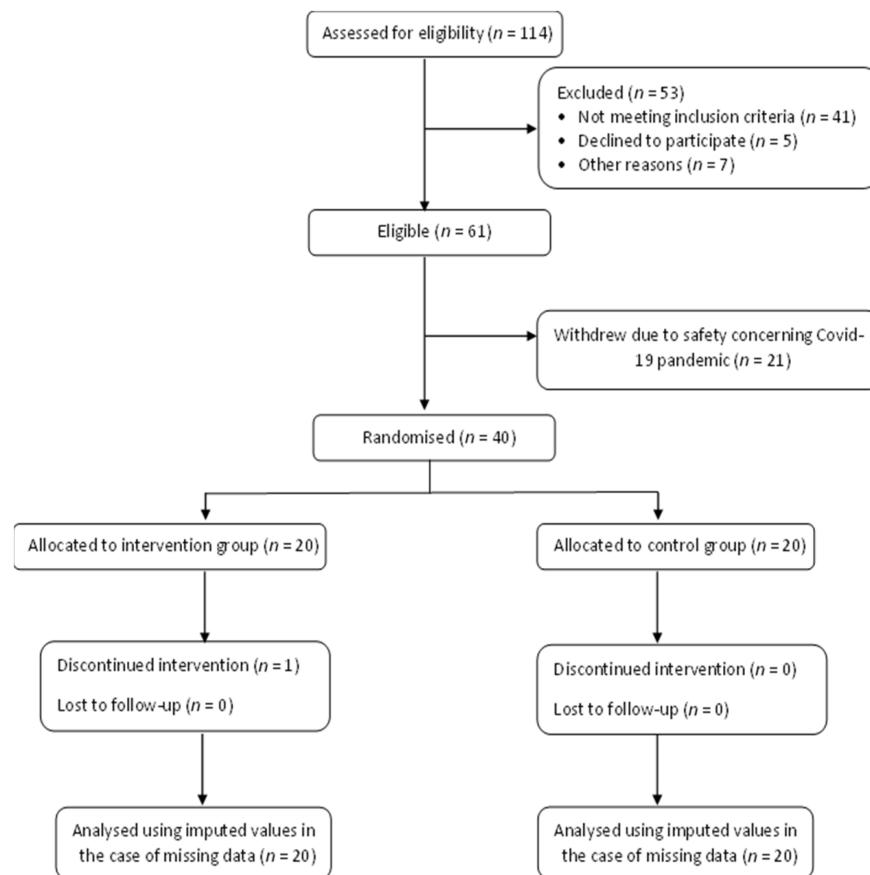 Assessed for eligibility (n = 114)
Excluded (n = 53)
• Not meeting inclusion criteria (n = 41)
• Declined to participate (n = 5)
• Other reasons (n = 7)
Eligible (n = 61)
Withdrew due to safety concerning Covid-
19 pandemic (n = 21)
Randomised (n = 40)
Allocated to intervention group (n = 20)
Allocated to control group (n = 20)
Discontinued intervention (n = 1)
Lost to follow-up (n = 0)
Discontinued intervention (n = 0)
Lost to follow-up (n = 0)
Analysed using imputed values in
the case of missing data (n = 20)
Analysed using imputed values in
the case of missing data (n = 20)